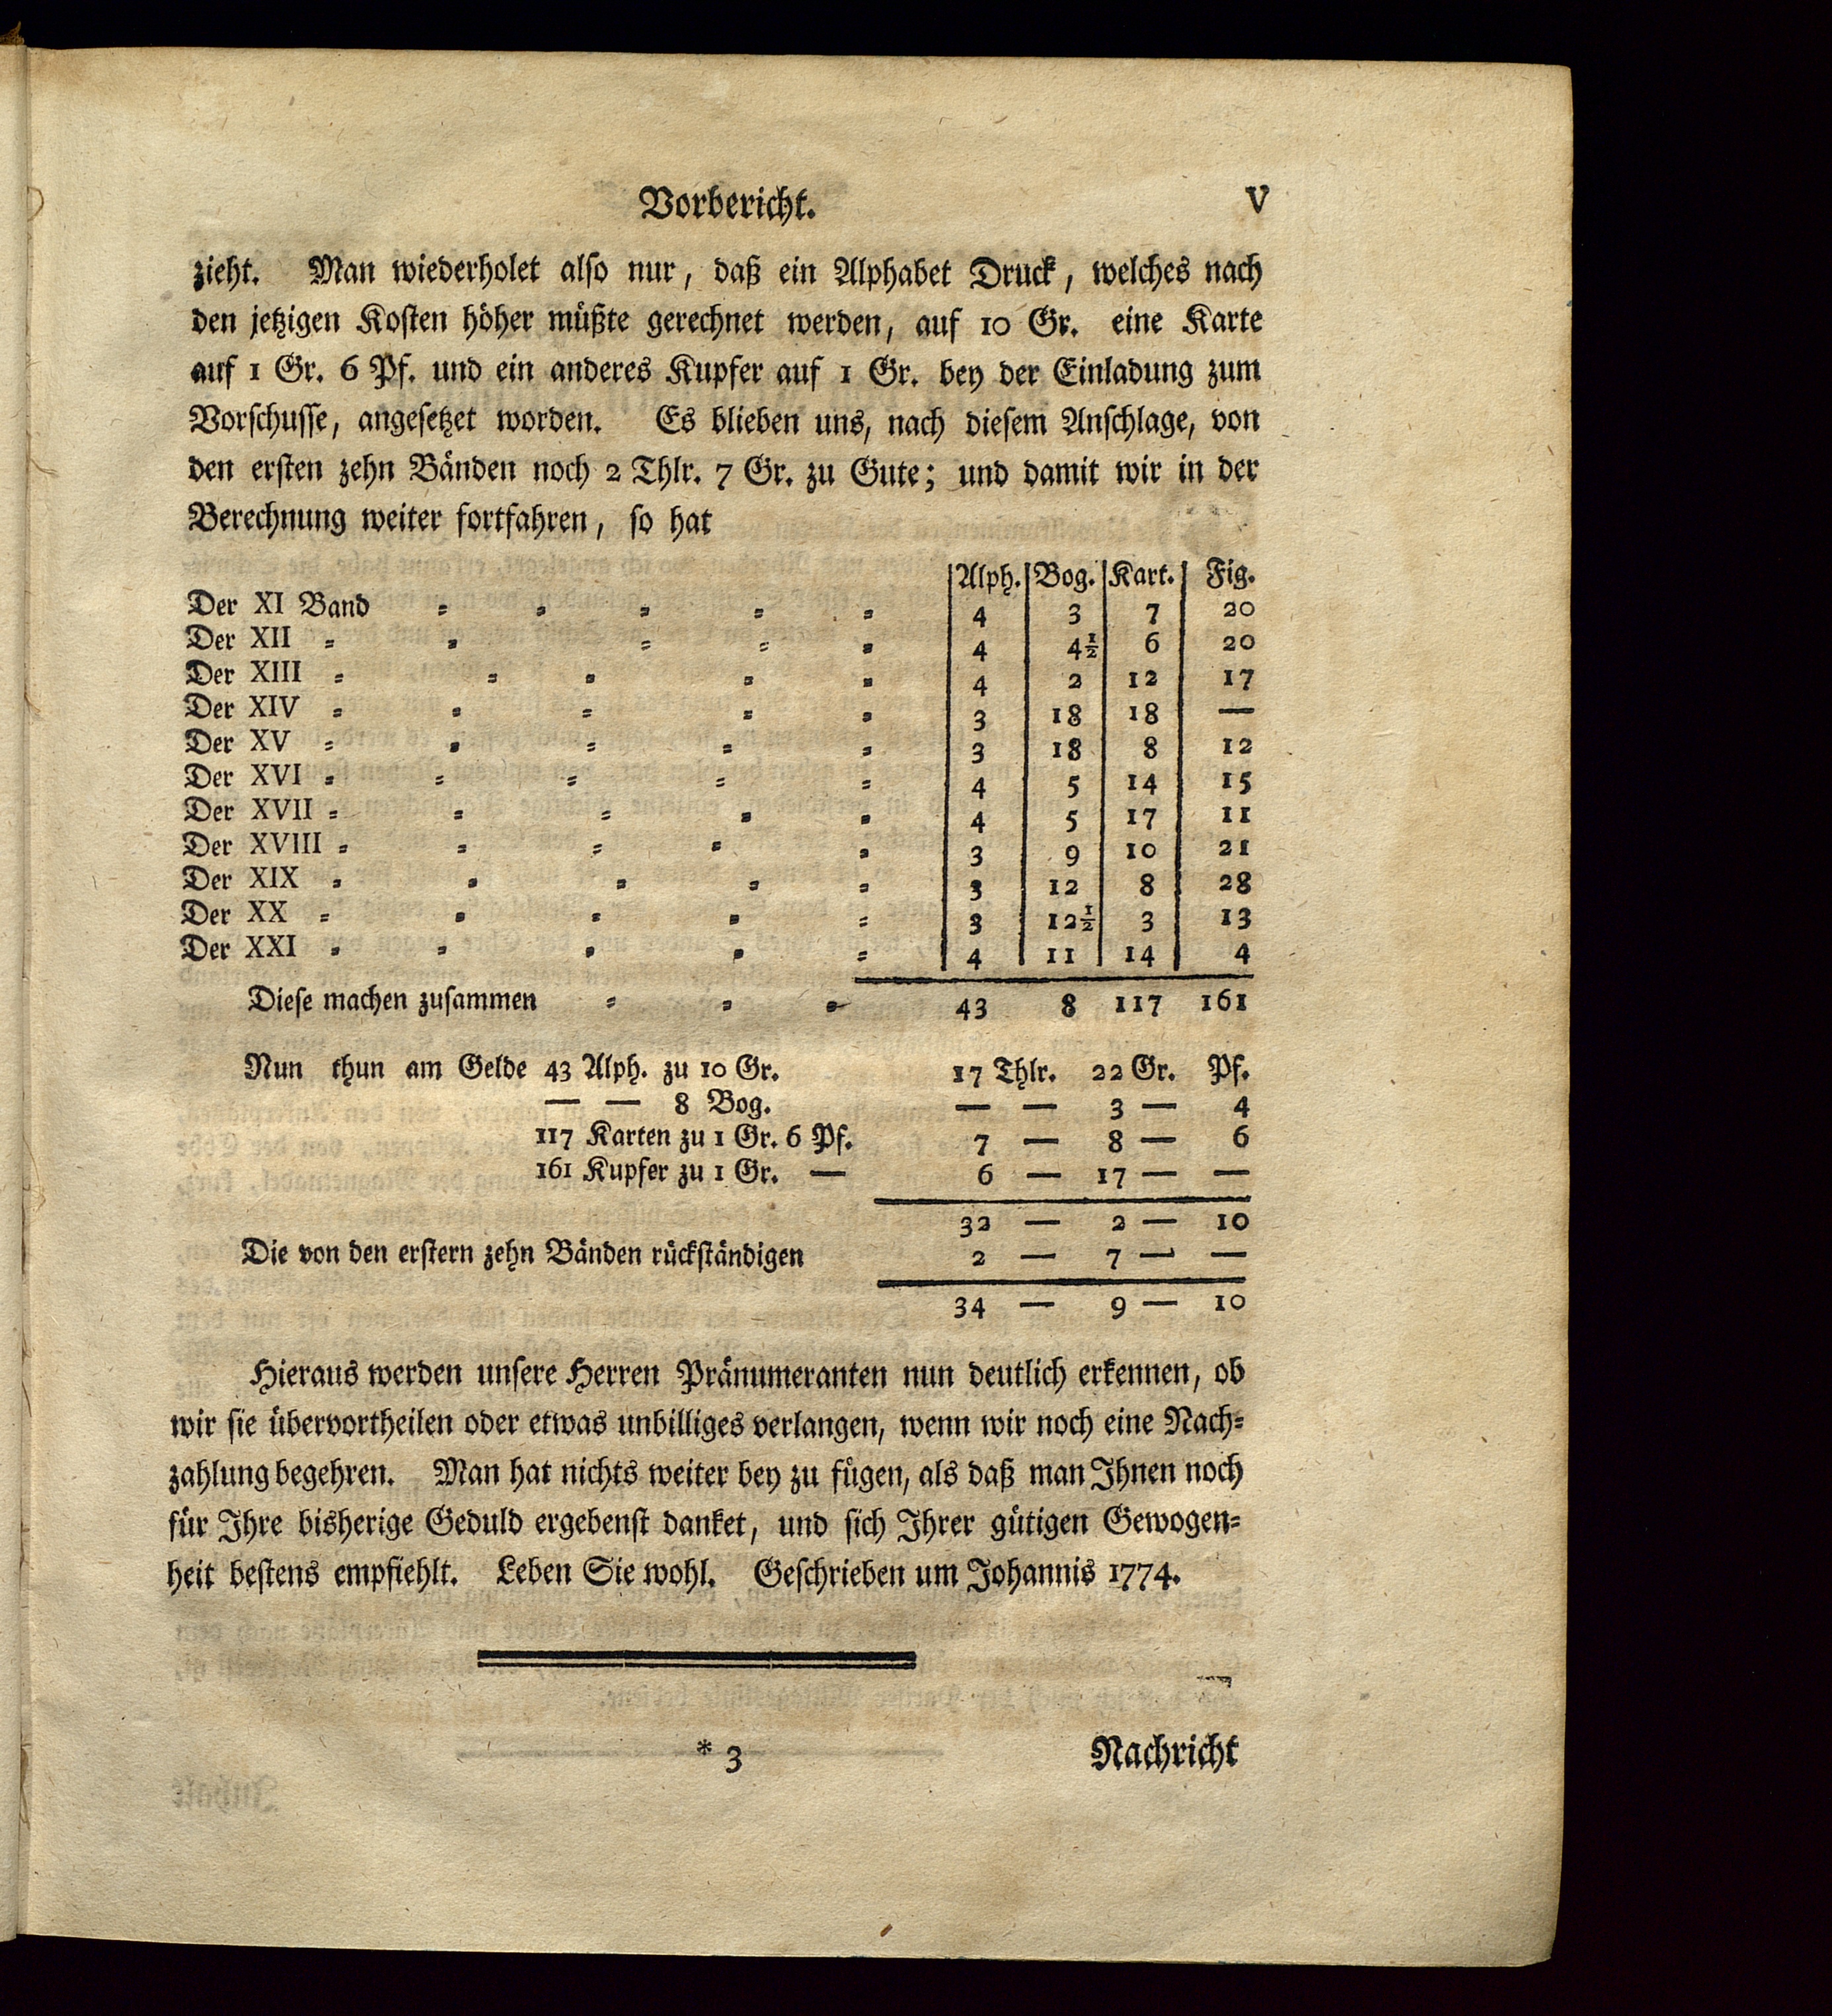 Vorbericht. V
zieht. Man wiederholet also nur, daß ein Alphabet Druck, welches nach
den jetzigen Kosten höher müßte gerechnet werden, auf 10 Gr. eine Karte
auf 1 Gr. 6 Pf. und ein anderes Kupfer auf 1 Gr. bey der Einladung zum
Vorschusse, angesetzet worden. Es blieben uns, nach diesem Anschlage, von
den ersten zehn Bänden noch 2 Thlr. 7 Gr. zu Gute; und damit wir in der
Berechnung weiter fortfahren, so hat
Alph. Bog. Kart. Fig.
Der XI Band = = = = = 4 3 7 20
Der XII = = = = = 4 4½ 6 20
Der XIII = = = = = 4 2 12 17
Der XIV = = = = = 3 18 18 —
Der XV = = = = = 3 18 8 12
Der XVI = = = = = 4 5 14 15
Der XVII = = = = = 4 5 17 11
Der XVIII = = = = = 3 9 10 21
Der XIX = = = = = 3 12 8 28
Der XX = = = = = 3 12½ 3 13
Der XXI = = = = = 4 11 14 4
Diese machen zusammen = = = 43 8 117 161
Nun thun am Gelde 43 Alph. zu 10 Gr. 17 Thlr. 22 Gr. Pf.
— — 8 Bog. — — 3 — 4
117 Karten zu 1 Gr. 6 Pf. 7 — 8 — 6
161 Kupfer zu 1 Gr. — 6 — 17 — —
32 — 2 — 10
Die von den erstern zehn Bänden rückständigen 2 — 7 — —
34 — 9 — 10
Hieraus werden unsere Herren Pränumeranten nun deutlich erkennen, ob
wir sie übervortheilen oder etwas unbilliges verlangen, wenn wir noch eine Nach=
zahlung begehren. Man hat nichts weiter bey zu fügen, als daß man Ihnen noch
für Ihre bisherige Geduld ergebenst danket, und sich Ihrer gütigen Gewogen=
heit bestens empfiehlt. Leben Sie wohl. Geschrieben um Johannis 1774.
* 3 Nachricht